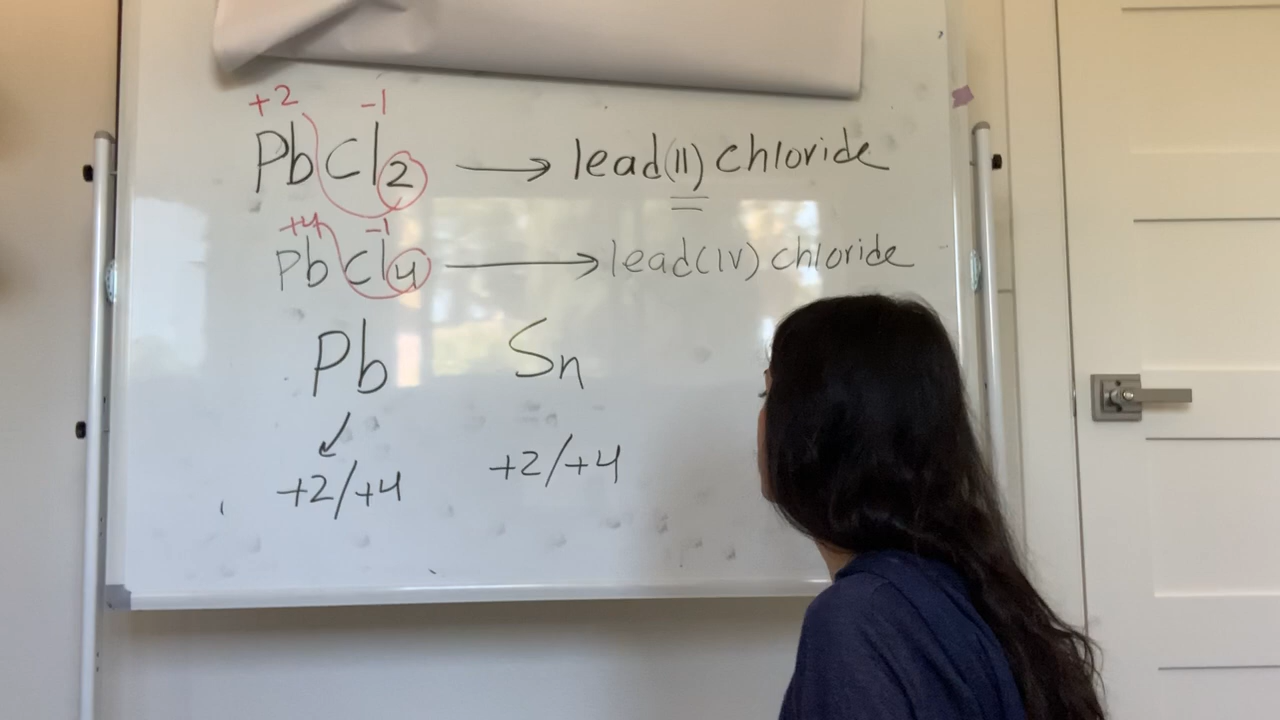 +2 -1
PbCl2 → lead(II) chloride
+4 -1
PbCl4 → lead(IV) chloride
Pb Sn
+2/+4 +2/+4